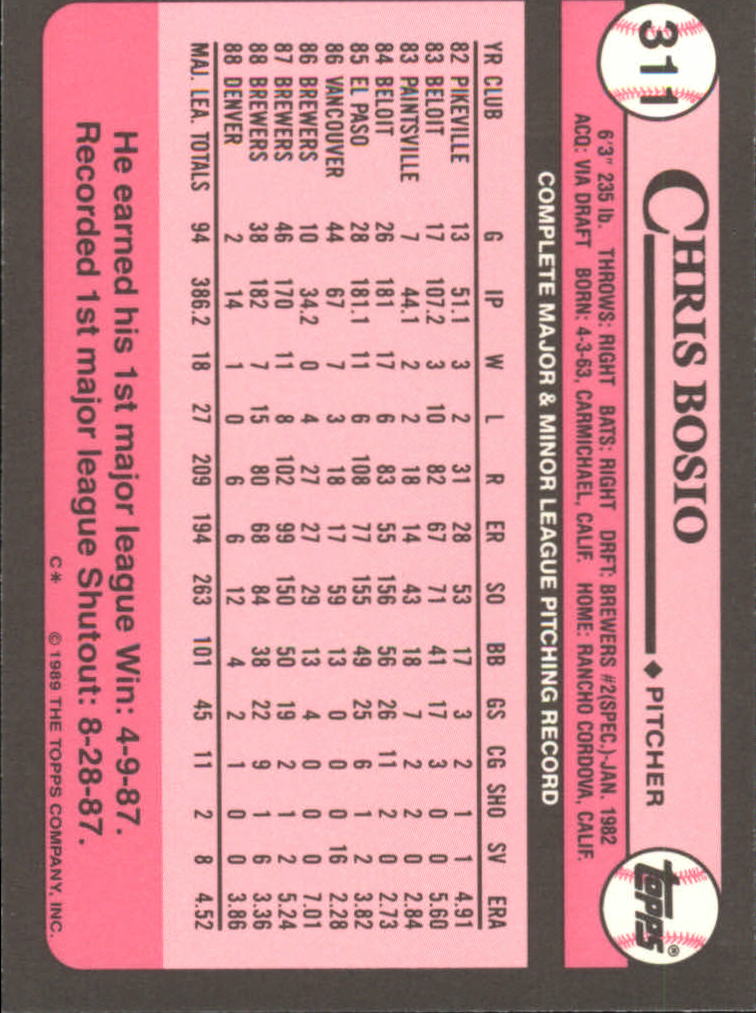 311
CHRIS BOSIO ◆ PITCHER
topps®
6'3" 235 lb. THROWS: RIGHT BATS: RIGHT DRFT: BREWERS #2(SPEC.)-JAN. 1982
ACQ: VIA DRAFT BORN: 4-3-63, CARMICHAEL, CALIF. HOME: RANCHO CORDOVA, CALIF.
COMPLETE MAJOR & MINOR LEAGUE PITCHING RECORD
YR CLUB G IP W L R ER SO BB GS CG SHO SV ERA
82 PIKEVILLE 13 51.1 3 2 31 28 53 17 3 2 1 1 4.91
83 BELOIT 17 107.2 3 10 82 67 71 41 17 3 0 0 5.60
83 PAINTSVILLE 7 44.1 2 2 18 14 43 18 7 2 2 0 2.84
84 BELOIT 26 181 17 6 83 55 156 56 26 11 2 0 2.73
85 EL PASO 28 181.1 11 6 108 77 155 49 25 6 1 2 3.82
86 VANCOUVER 44 67 7 3 18 17 59 13 0 0 0 16 2.28
86 BREWERS 10 34.2 0 4 27 27 29 13 4 0 0 0 7.01
87 BREWERS 46 170 11 8 102 99 150 50 19 2 1 2 5.24
88 BREWERS 38 182 7 15 80 68 84 38 22 9 1 6 3.36
88 DENVER 2 14 1 0 6 6 12 4 2 1 0 0 3.86
MAJ. LEA. TOTALS 94 386.2 18 27 209 194 263 101 45 11 2 8 4.52
He earned his 1st major league Win: 4-9-87.
Recorded 1st major league Shutout: 8-28-87.
C* © 1989 THE TOPPS COMPANY, INC.